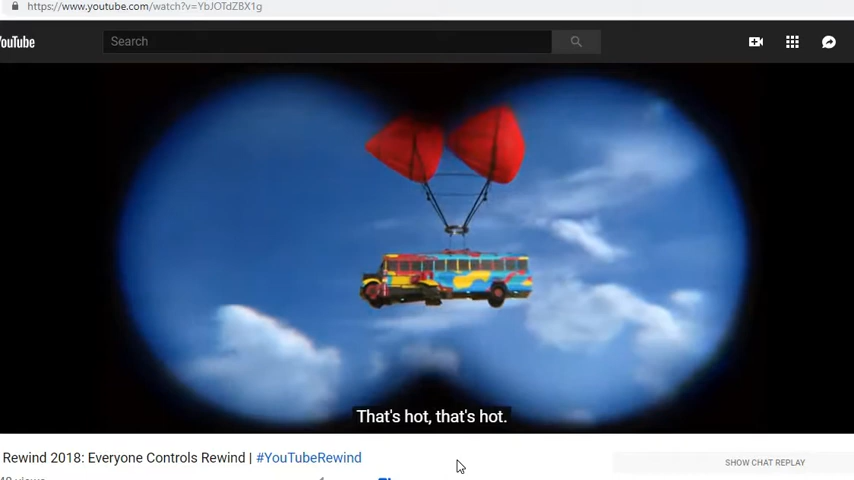 https://www.youtube.com/watch?v=YbJOTdZBX1g
YouTube
Search
That's hot, that's hot.
Rewind 2018: Everyone Controls Rewind | #YouTubeRewind
SHOW CHAT REPLAY
views